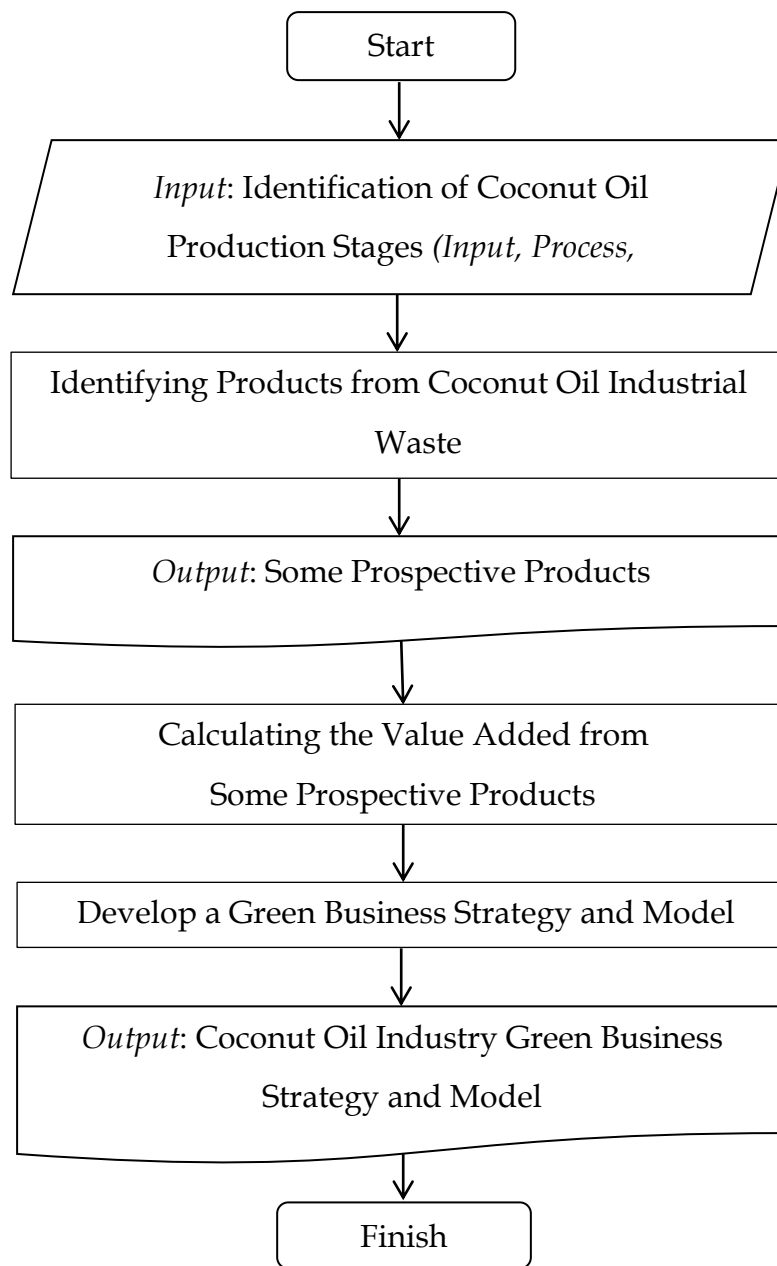 Start
Input: Identification of Coconut Oil
Production Stages (Input, Process,
Identifying Products from Coconut Oil Industrial
Waste
Output: Some Prospective Products
Calculating the Value Added from
Some Prospective Products
Develop a Green Business Strategy and Model
Output: Coconut Oil Industry Green Business
Strategy and Model
Finish